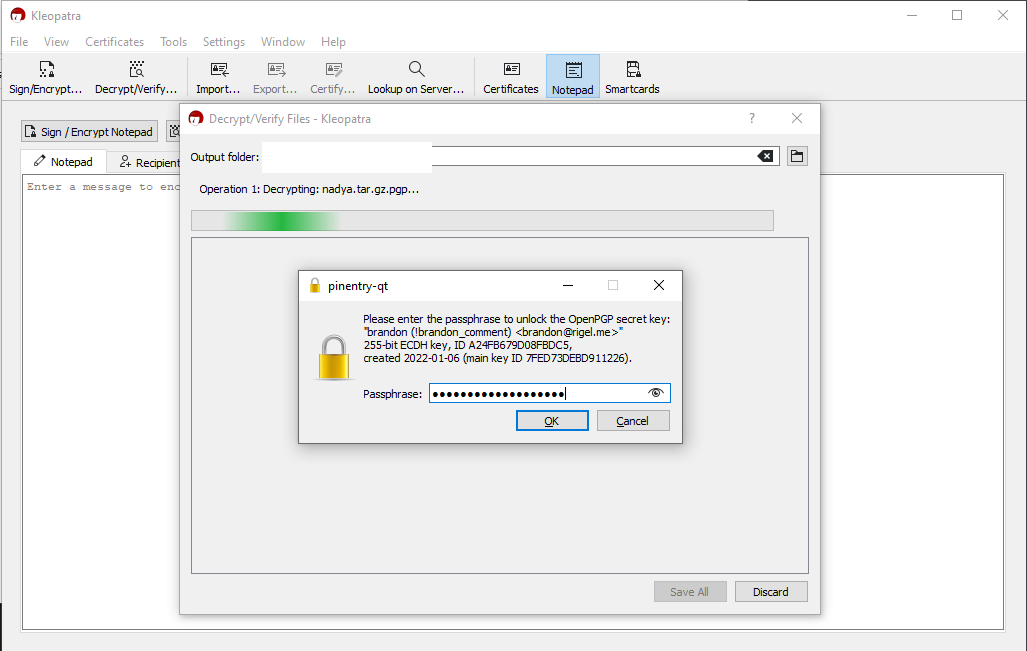 Kleopatra
File View Certificates Tools Settings Window Help
Sign/Encrypt... Decrypt/Verify... Import... Export... Certify... Lookup on Server... Certificates Notepad Smartcards
Decrypt/Verify Files - Kleopatra ?
Sign / Encrypt Notepad
Output folder:
Notepad Recipient
Enter a message to enc
Operation 1: Decrypting: nadya.tar.gz.pgp...
pinentry-qt
Please enter the passphrase to unlock the OpenPGP secret key:
"brandon (!brandon_comment) <brandon@rigel.me>"
255-bit ECDH key, ID A24FB679D08FBDC5,
created 2022-01-06 (main key ID 7FED73DEBD911226).
Passphrase: ●●●●●●●●●●●●●●●●●●●
OK Cancel
Save All Discard